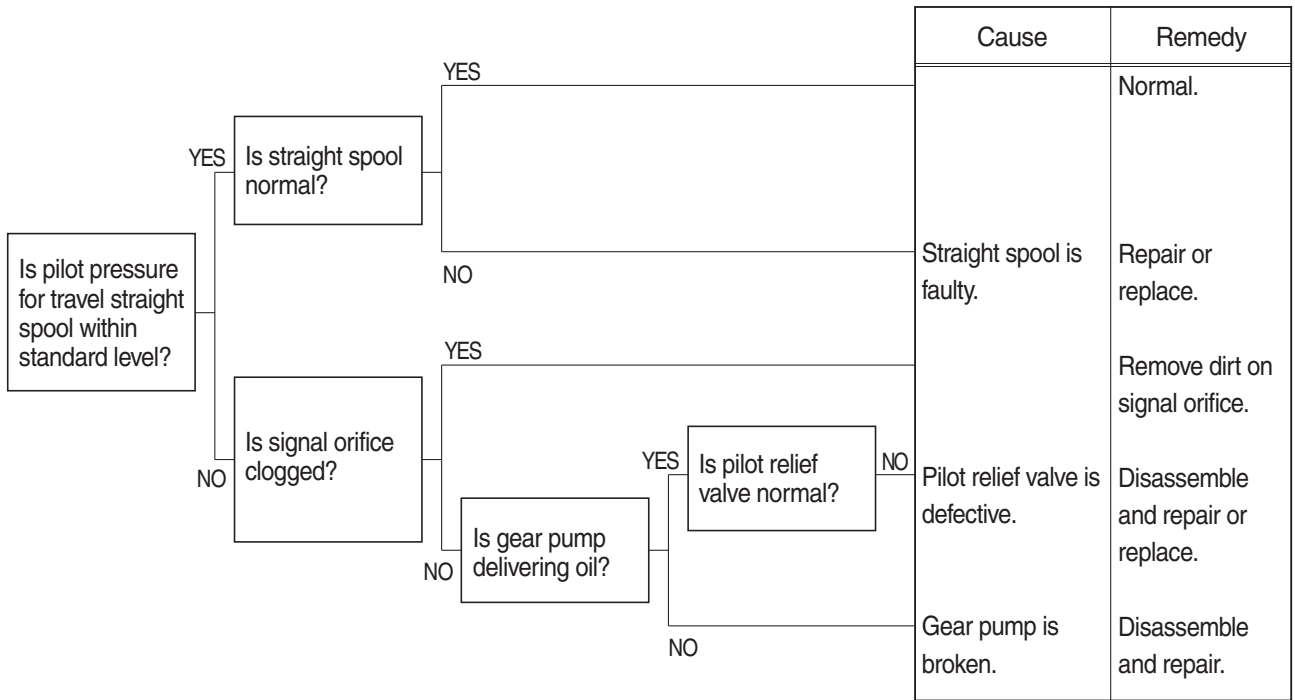 Cause
Remedy
YES
Normal.
YES
Is straight spool
normal?
NO
Straight spool is
faulty.
Repair or
replace.
Is pilot pressure
for travel straight
spool within
standard level?
YES
Remove dirt on
signal orifice.
NO
Is signal orifice
clogged?
YES
Is pilot relief
valve normal?
NO
Pilot relief valve is
defective.
Disassemble
and repair or
replace.
NO
Is gear pump
delivering oil?
NO
Gear pump is
broken.
Disassemble
and repair.